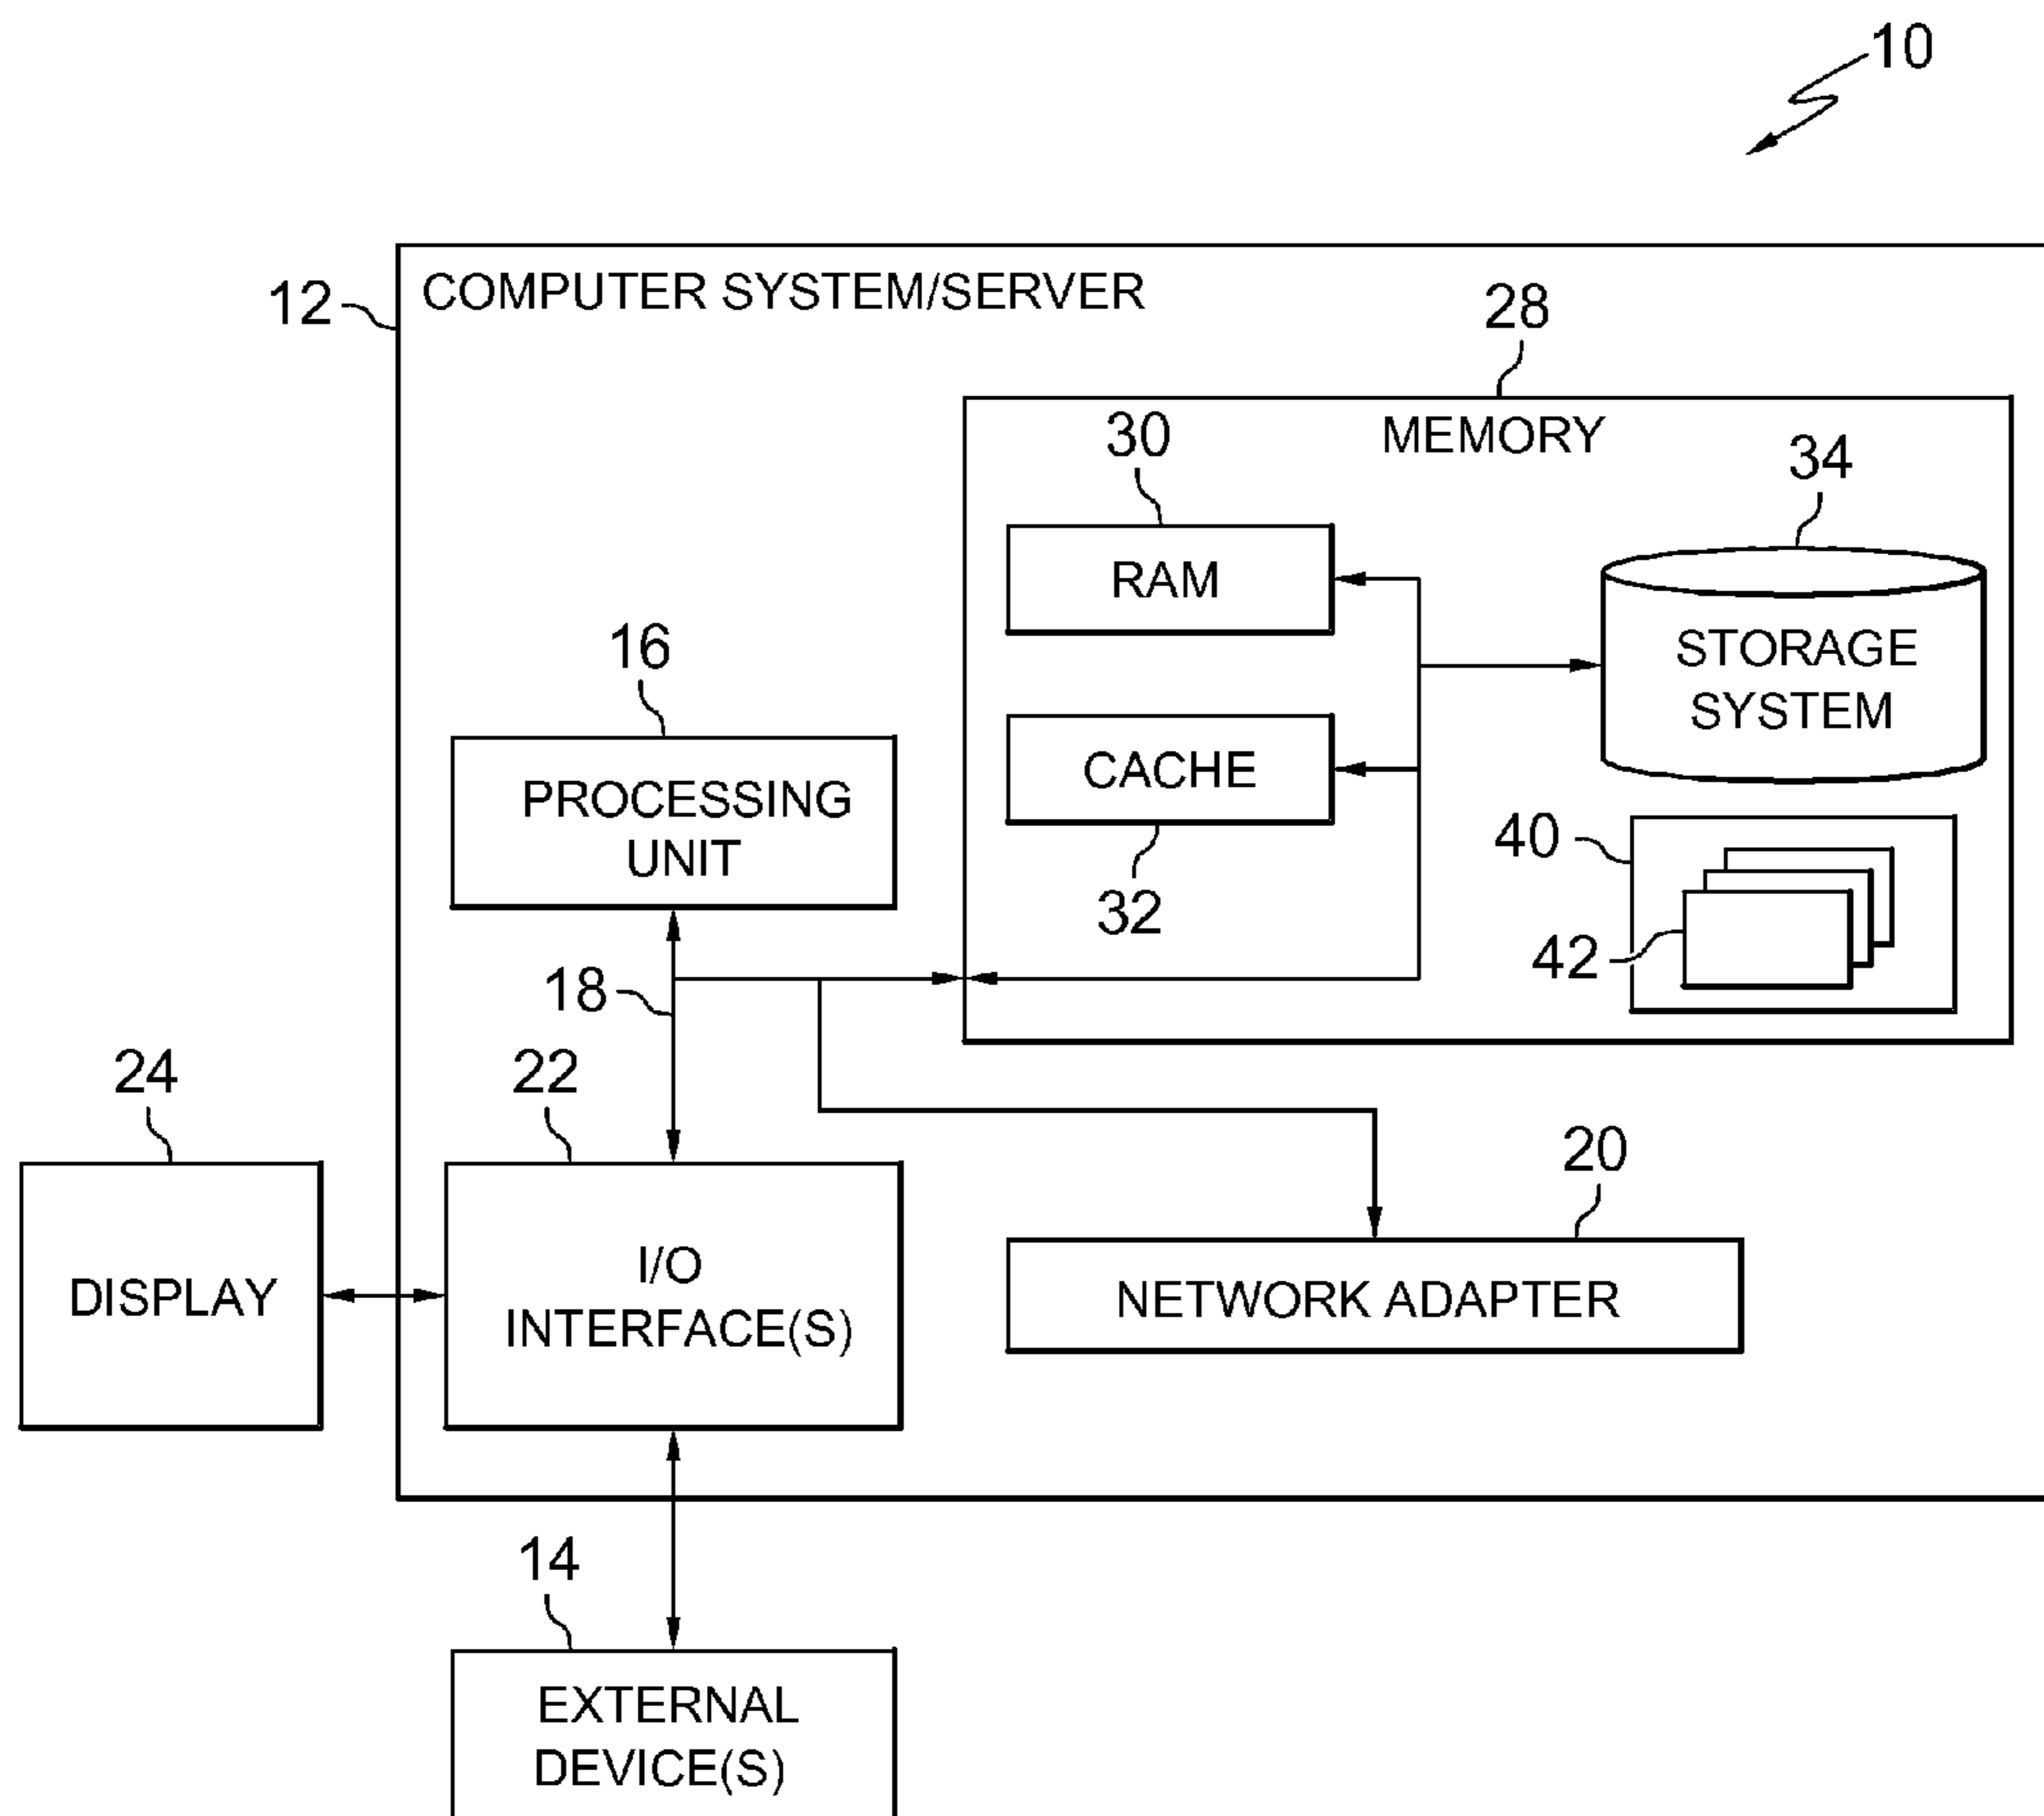 10
12
COMPUTER SYSTEM/SERVER
28
MEMORY
30
34
RAM
STORAGE
SYSTEM
16
PROCESSING
UNIT
CACHE
32
40
42
18
24
22
20
DISPLAY
I/O
INTERFACE(S)
NETWORK ADAPTER
14
EXTERNAL
DEVICE(S)